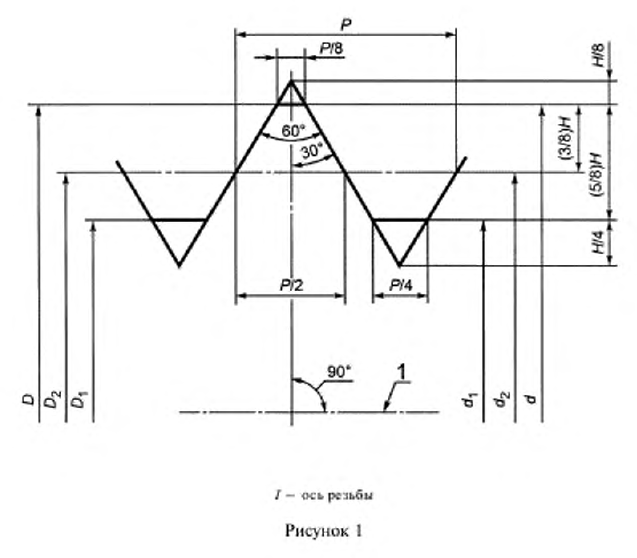 P
P/8
H/8
60°
30°
(3/8)H
(5/8)H
H/4
P/2
P/4
90°
1
D
D₂
D₁
d₁
d₂
d
1 – ось резьбы
Рисунок 1